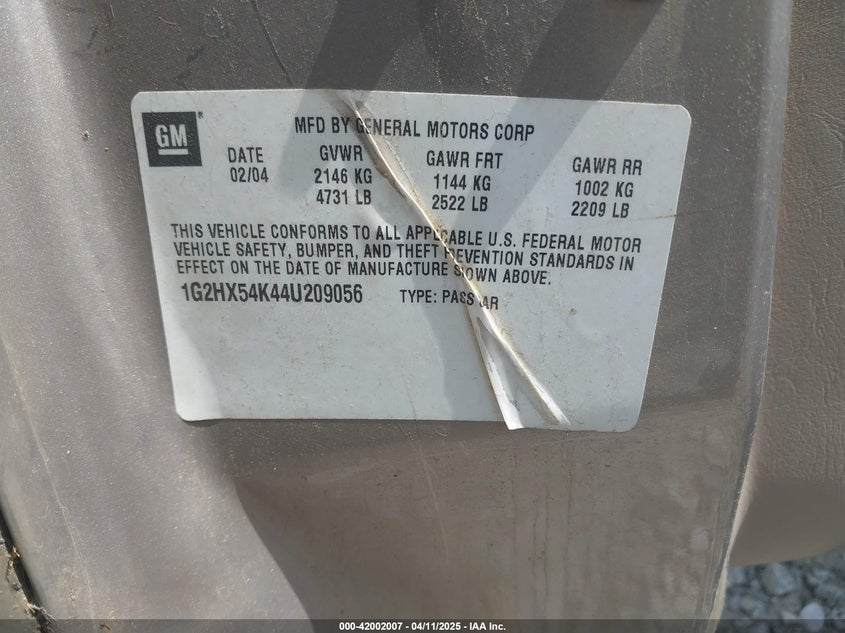 GM
MFD BY GENERAL MOTORS CORP
DATE GVWR GAWR FRT GAWR RR
02/04 2146 KG 1144 KG 1002 KG
4731 LB 2522 LB 2209 LB
THIS VEHICLE CONFORMS TO ALL APPLICABLE U.S. FEDERAL MOTOR
VEHICLE SAFETY, BUMPER, AND THEFT PREVENTION STANDARDS IN
EFFECT ON THE DATE OF MANUFACTURE SHOWN ABOVE.
1G2HX54K44U209056 TYPE: PASS CAR
000-42002007 - 04/11/2025 - IAA Inc.